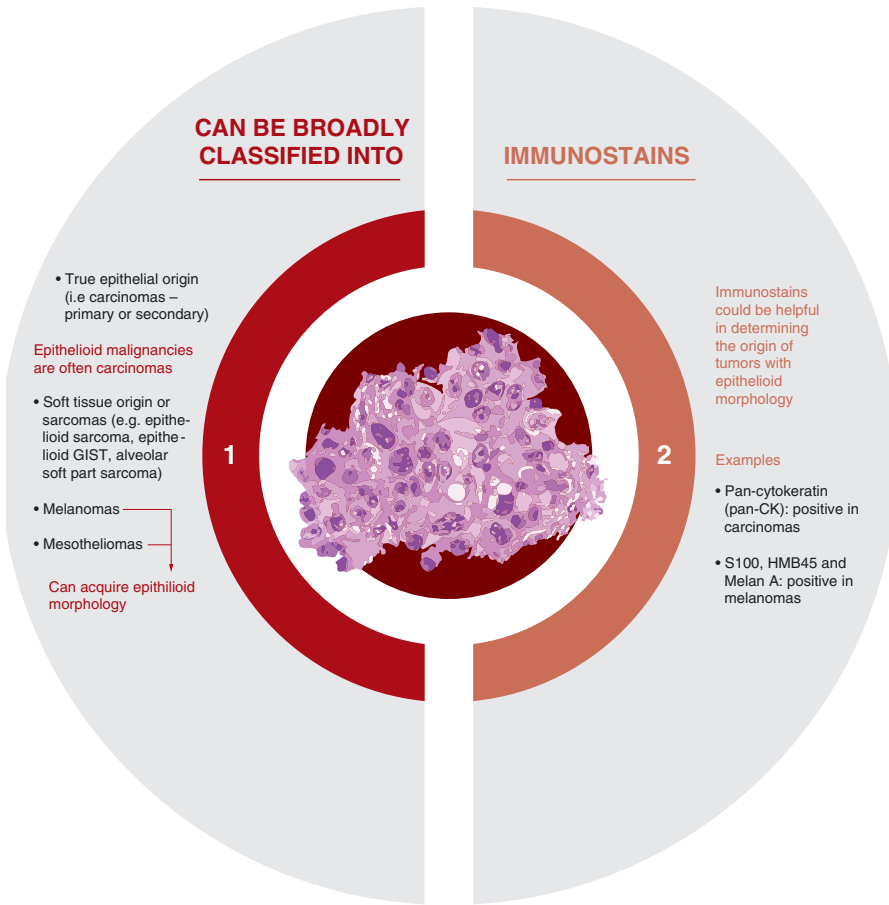 CAN BE BROADLY
CLASSIFIED INTO
• True epithelial origin
(i.e carcinomas –
primary or secondary)
Epithelioid malignancies
are often carcinomas
• Soft tissue origin or
sarcomas (e.g. epithe-
lioid sarcoma, epithe-
lioid GIST, alveolar
soft part sarcoma)
• Melanomas
• Mesotheliomas
Can acquire epithilioid
morphology
1
IMMUNOSTAINS
Immunostains
could be helpful
in determining
the origin of
tumors with
epithelioid
morphology
2
Examples
• Pan-cytokeratin
(pan-CK): positive in
carcinomas
• S100, HMB45 and
Melan A: positive in
melanomas